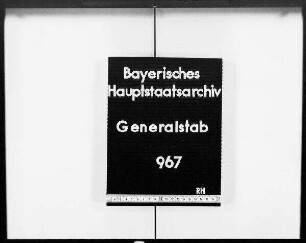 Bayerisches
Hauptstaatsarchiv
Generalstab
967
RH